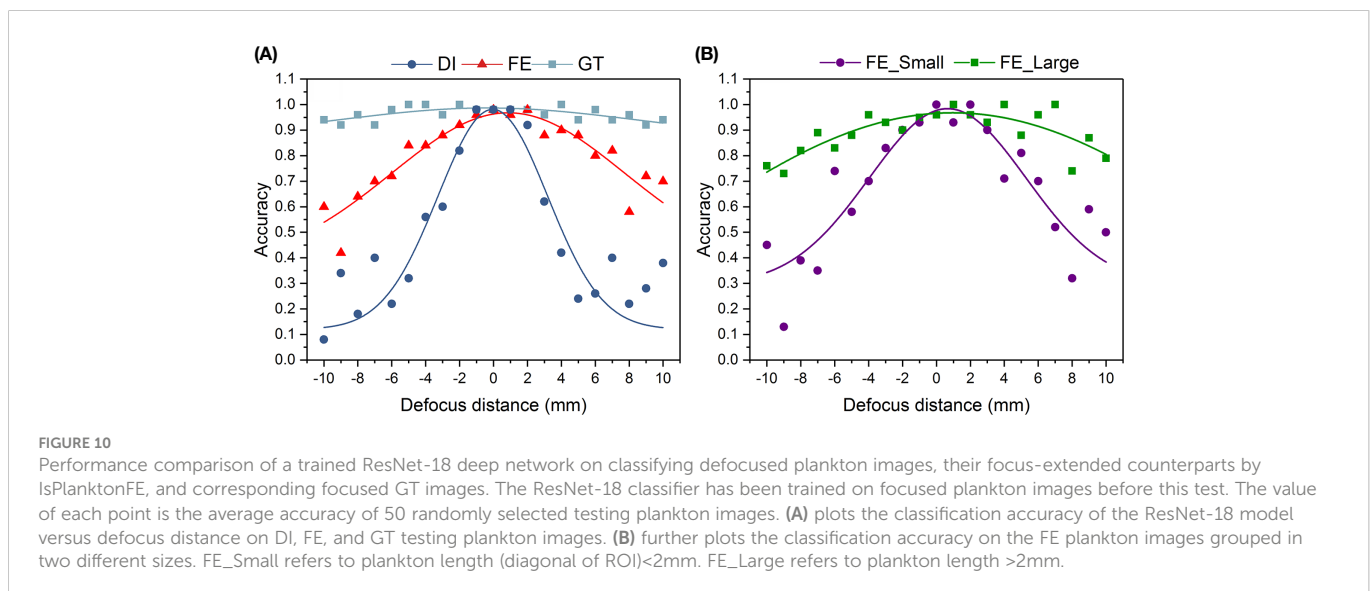 (A)
DI FE GT
1.1
1.0
0.9
0.8
0.7
0.6
0.5
0.4
0.3
0.2
0.1
0.0
Accuracy
-10 -8 -6 -4 -2 0 2 4 6 8 10
Defocus distance (mm)
(B)
FE_Small FE_Large
1.1
1.0
0.9
0.8
0.7
0.6
0.5
0.4
0.3
0.2
0.1
0.0
Accuracy
-10 -8 -6 -4 -2 0 2 4 6 8 10
Defocus distance (mm)
FIGURE 10
Performance comparison of a trained ResNet-18 deep network on classifying defocused plankton images, their focus-extended counterparts by
IsPlanktonFE, and corresponding focused GT images. The ResNet-18 classifier has been trained on focused plankton images before this test. The value
of each point is the average accuracy of 50 randomly selected testing plankton images. (A) plots the classification accuracy of the ResNet-18 model
versus defocus distance on DI, FE, and GT testing plankton images. (B) further plots the classification accuracy on the FE plankton images grouped in
two different sizes. FE_Small refers to plankton length (diagonal of ROI)<2mm. FE_Large refers to plankton length >2mm.